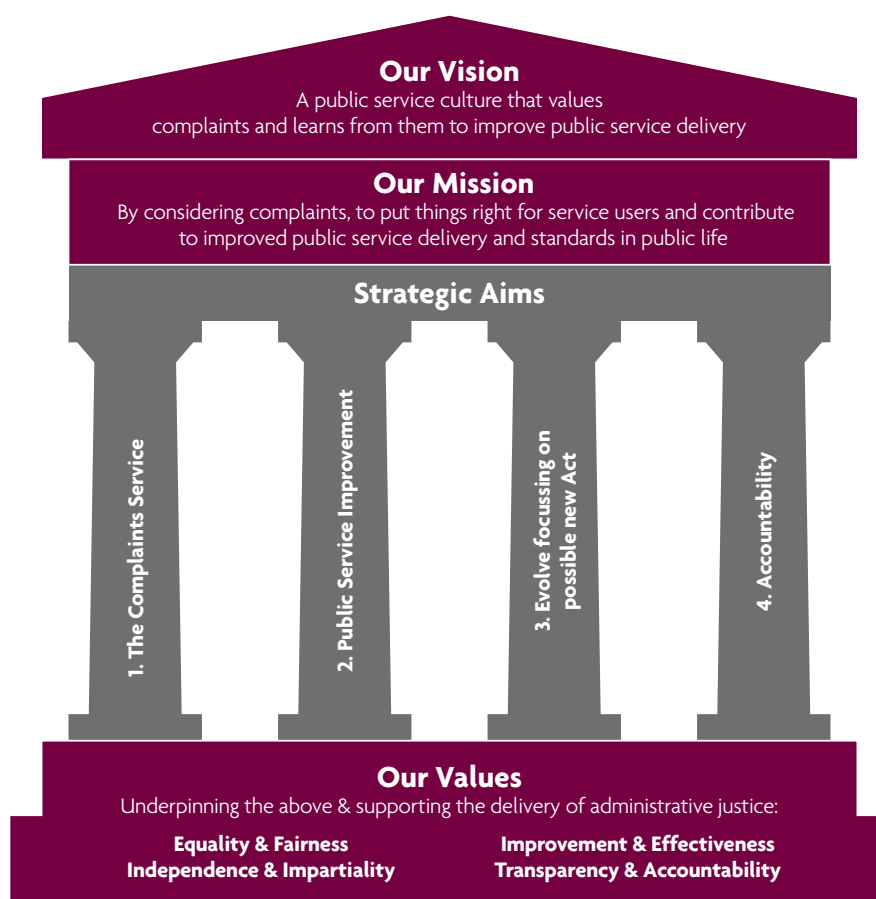 Our Vision
A public service culture that values
complaints and learns from them to improve public service delivery
Our Mission
By considering complaints, to put things right for service users and contribute
to improved public service delivery and standards in public life
Strategic Aims
1. The Complaints Service
2. Public Service Improvement
3. Evolve focussing on
possible new Act
4. Accountability
Our Values
Underpinning the above & supporting the delivery of administrative justice:
Equality & Fairness
Independence & Impartiality
Improvement & Effectiveness
Transparency & Accountability